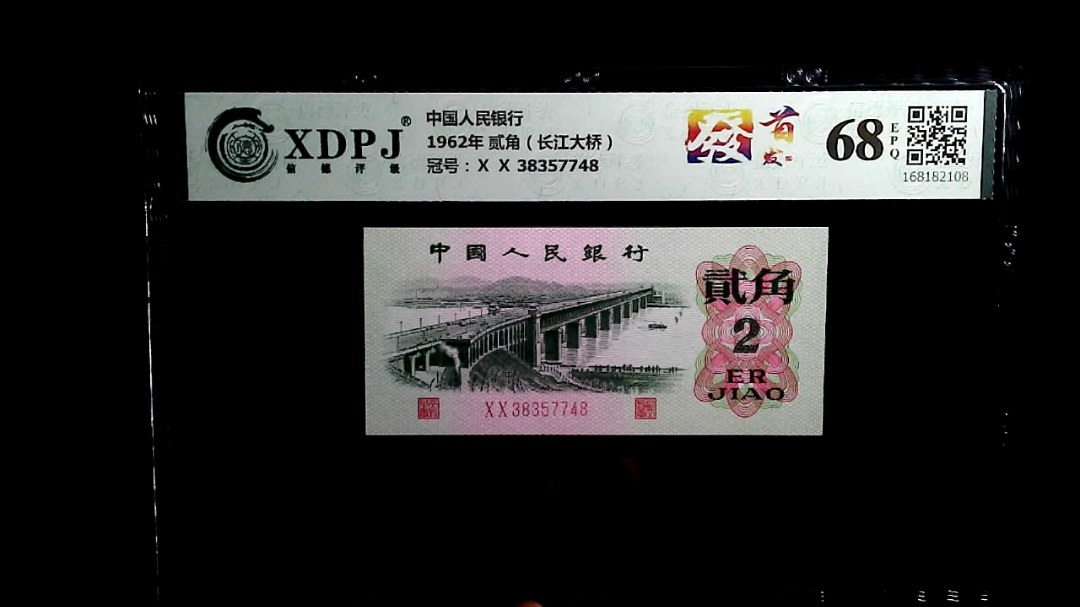 XDPJ®
信德评级
中国人民银行
1962年 贰角（长江大桥）
冠号：X X 38357748
發
首
发
68
EPQ
168182108
中國人民銀行
貳角
2
ER
JIAO
XX38357748